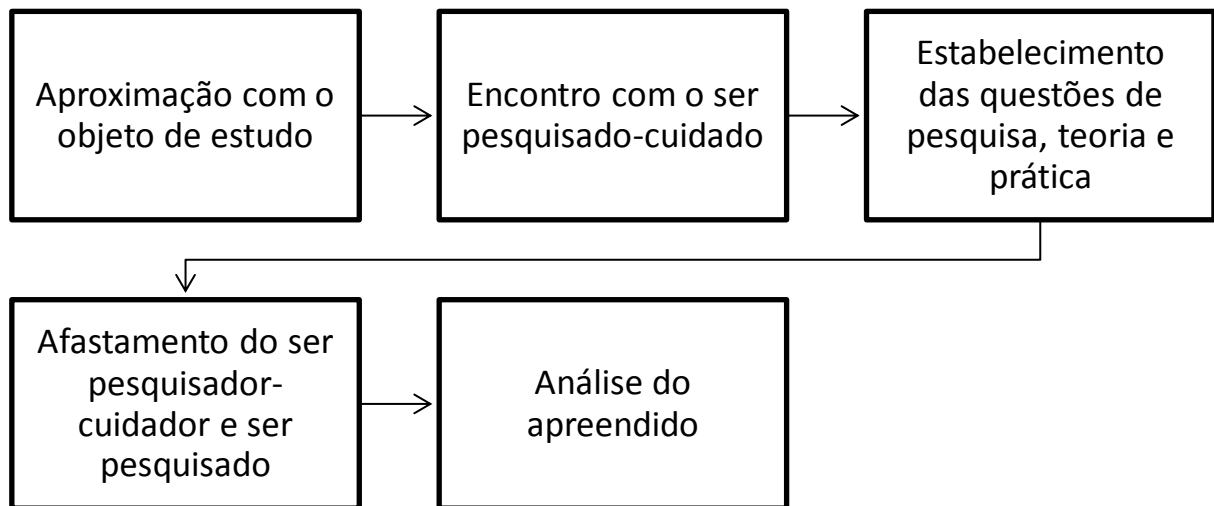 Aproximação com o
objeto de estudo
Encontro com o ser
pesquisado-cuidado
Estabelecimento
das questões de
pesquisa, teoria e
prática
Afastamento do ser
pesquisador-
cuidador e ser
pesquisado
Análise do
apreendido